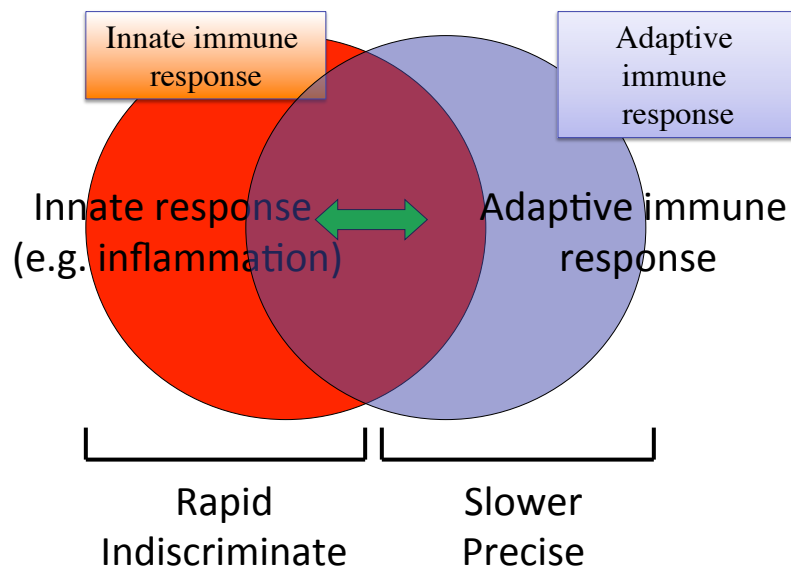 Innate immune
response
Adaptive
immune
response
Innate response
(e.g. inflammation)
Adaptive immune
response
Rapid
Indiscriminate
Slower
Precise